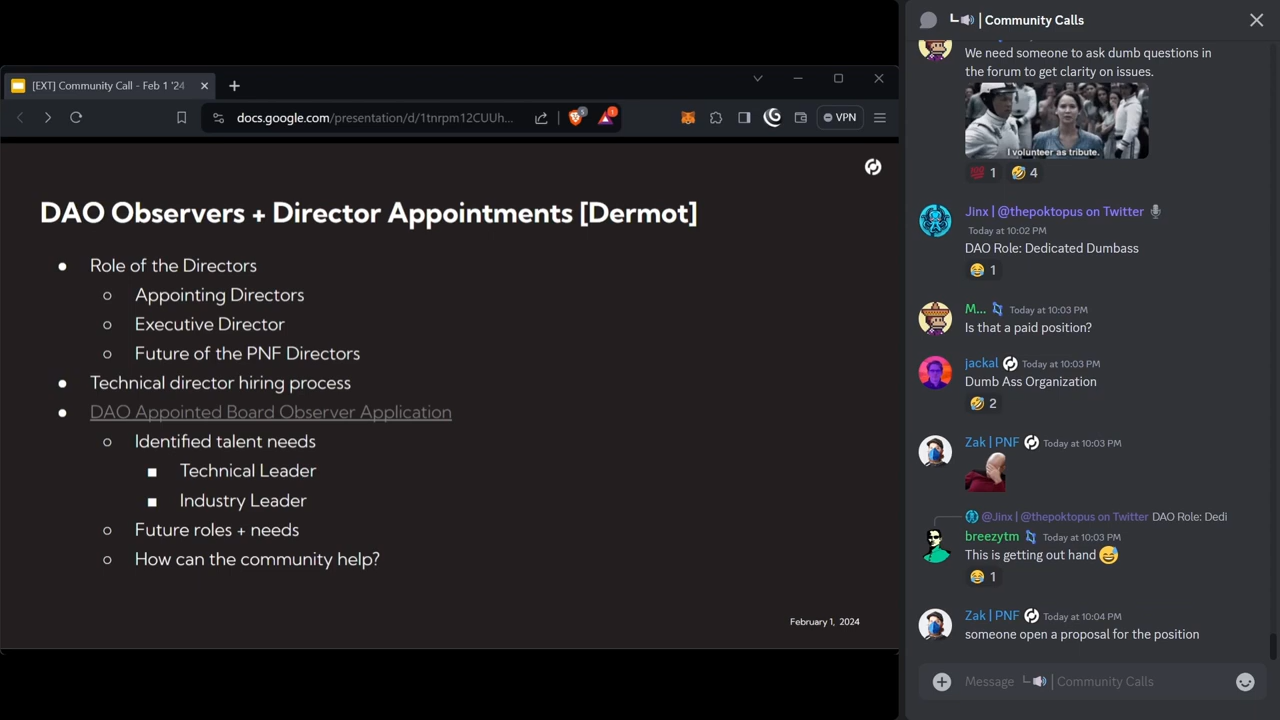 [EXT] Community Call - Feb 1 '24
docs.google.com/presentation/d/1tnrpm12CUUh...
5
1
VPN
DAO Observers + Director Appointments [Dermot]
Role of the Directors
Appointing Directors
Executive Director
Future of the PNF Directors
Technical director hiring process
DAO Appointed Board Observer Application
Identified talent needs
Technical Leader
Industry Leader
Future roles + needs
How can the community help?
February 1, 2024
Community Calls
We need someone to ask dumb questions in
the forum to get clarity on issues.
I volunteer as tribute.
1 4
Jinx | @thepoktopus on Twitter
Today at 10:02 PM
DAO Role: Dedicated Dumbass
1
M... Today at 10:03 PM
Is that a paid position?
jackal Today at 10:03 PM
Dumb Ass Organization
2
Zak | PNF Today at 10:03 PM
@Jinx | @thepoktopus on Twitter DAO Role: Dedi
breezytm Today at 10:03 PM
This is getting out hand
1
Zak | PNF Today at 10:04 PM
someone open a proposal for the position
Message Community Calls